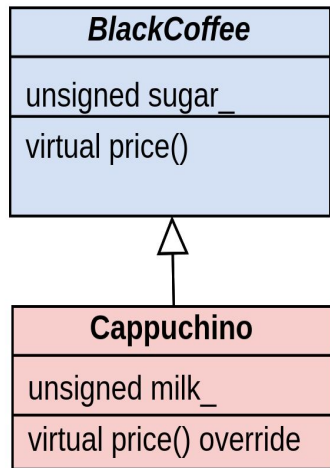 BlackCoffee
unsigned sugar_
virtual price()
Cappuchino
unsigned milk_
virtual price() override